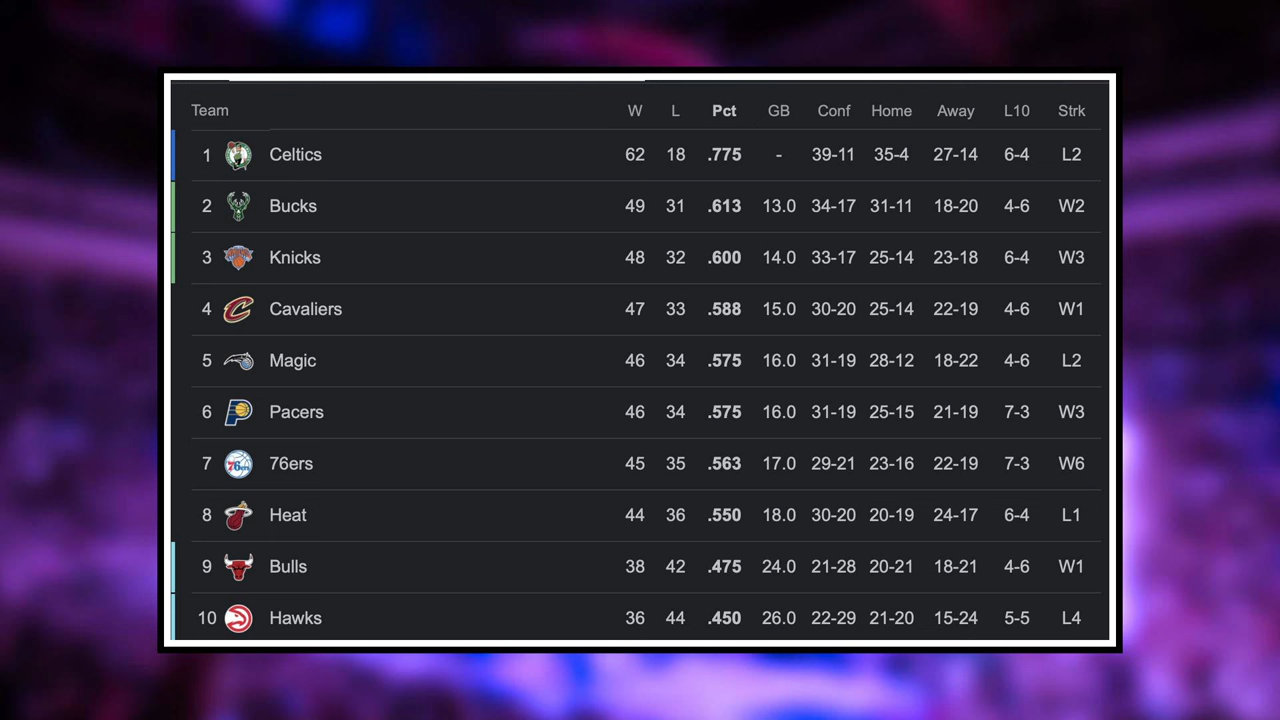 Team W L Pct GB Conf Home Away L10 Strk
1 Celtics 62 18 .775 - 39-11 35-4 27-14 6-4 L2
2 Bucks 49 31 .613 13.0 34-17 31-11 18-20 4-6 W2
3 Knicks 48 32 .600 14.0 33-17 25-14 23-18 6-4 W3
4 Cavaliers 47 33 .588 15.0 30-20 25-14 22-19 4-6 W1
5 Magic 46 34 .575 16.0 31-19 28-12 18-22 4-6 L2
6 Pacers 46 34 .575 16.0 31-19 25-15 21-19 7-3 W3
7 76ers 45 35 .563 17.0 29-21 23-16 22-19 7-3 W6
8 Heat 44 36 .550 18.0 30-20 20-19 24-17 6-4 L1
9 Bulls 38 42 .475 24.0 21-28 20-21 18-21 4-6 W1
10 Hawks 36 44 .450 26.0 22-29 21-20 15-24 5-5 L4